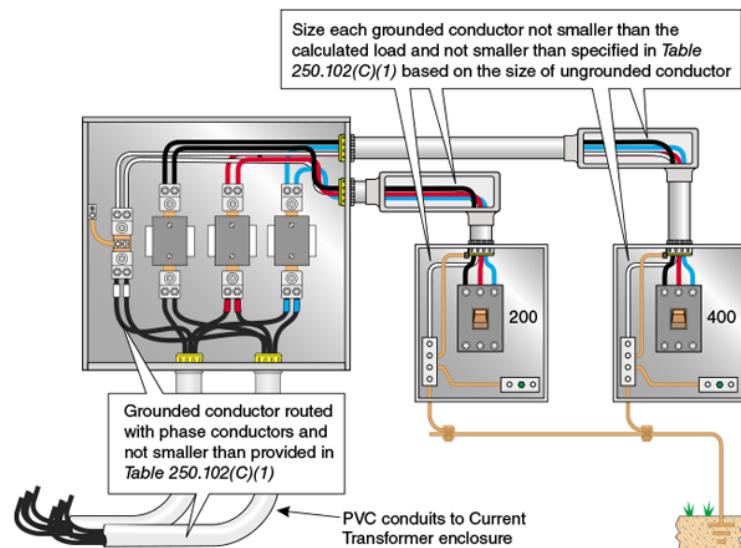 Size each grounded conductor not smaller than the
calculated load and not smaller than specified in Table
250.102(C)(1) based on the size of ungrounded conductor
200
400
Grounded conductor routed
with phase conductors and
not smaller than provided in
Table 250.102(C)(1)
PVC conduits to Current
Transformer enclosure